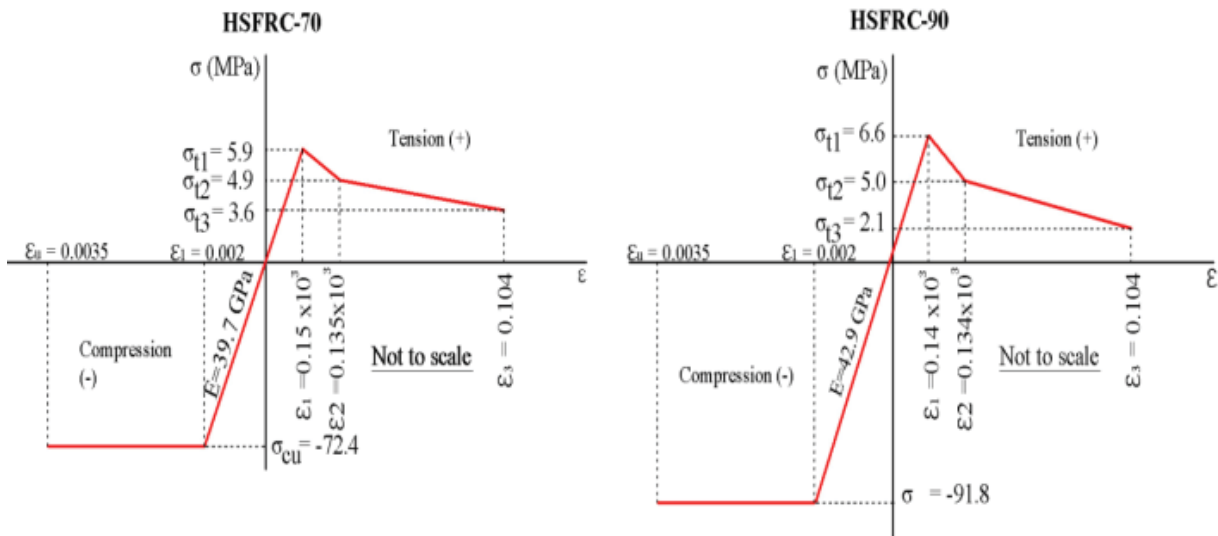 HSFRC-70
σ (MPa)
Tension (+)
σt1 = 5.9
σt2 = 4.9
σt3 = 3.6
εu = 0.0035
ε1 = 0.002
ε
E=39.7 GPa
ε1 =0.15 x10³
ε2 =0.135x10³
ε3 = 0.104
Compression
(-)
Not to scale
σcu= -72.4
HSFRC-90
σ (MPa)
Tension (+)
σt1= 6.6
σt2= 5.0
σt3= 2.1
εu = 0.0035
ε1= 0.002
ε
E=42.9 GPa
ε1 =0.14 x10³
ε2 =0.134x10³
ε3 = 0.104
Compression (-)
Not to scale
σ = -91.8